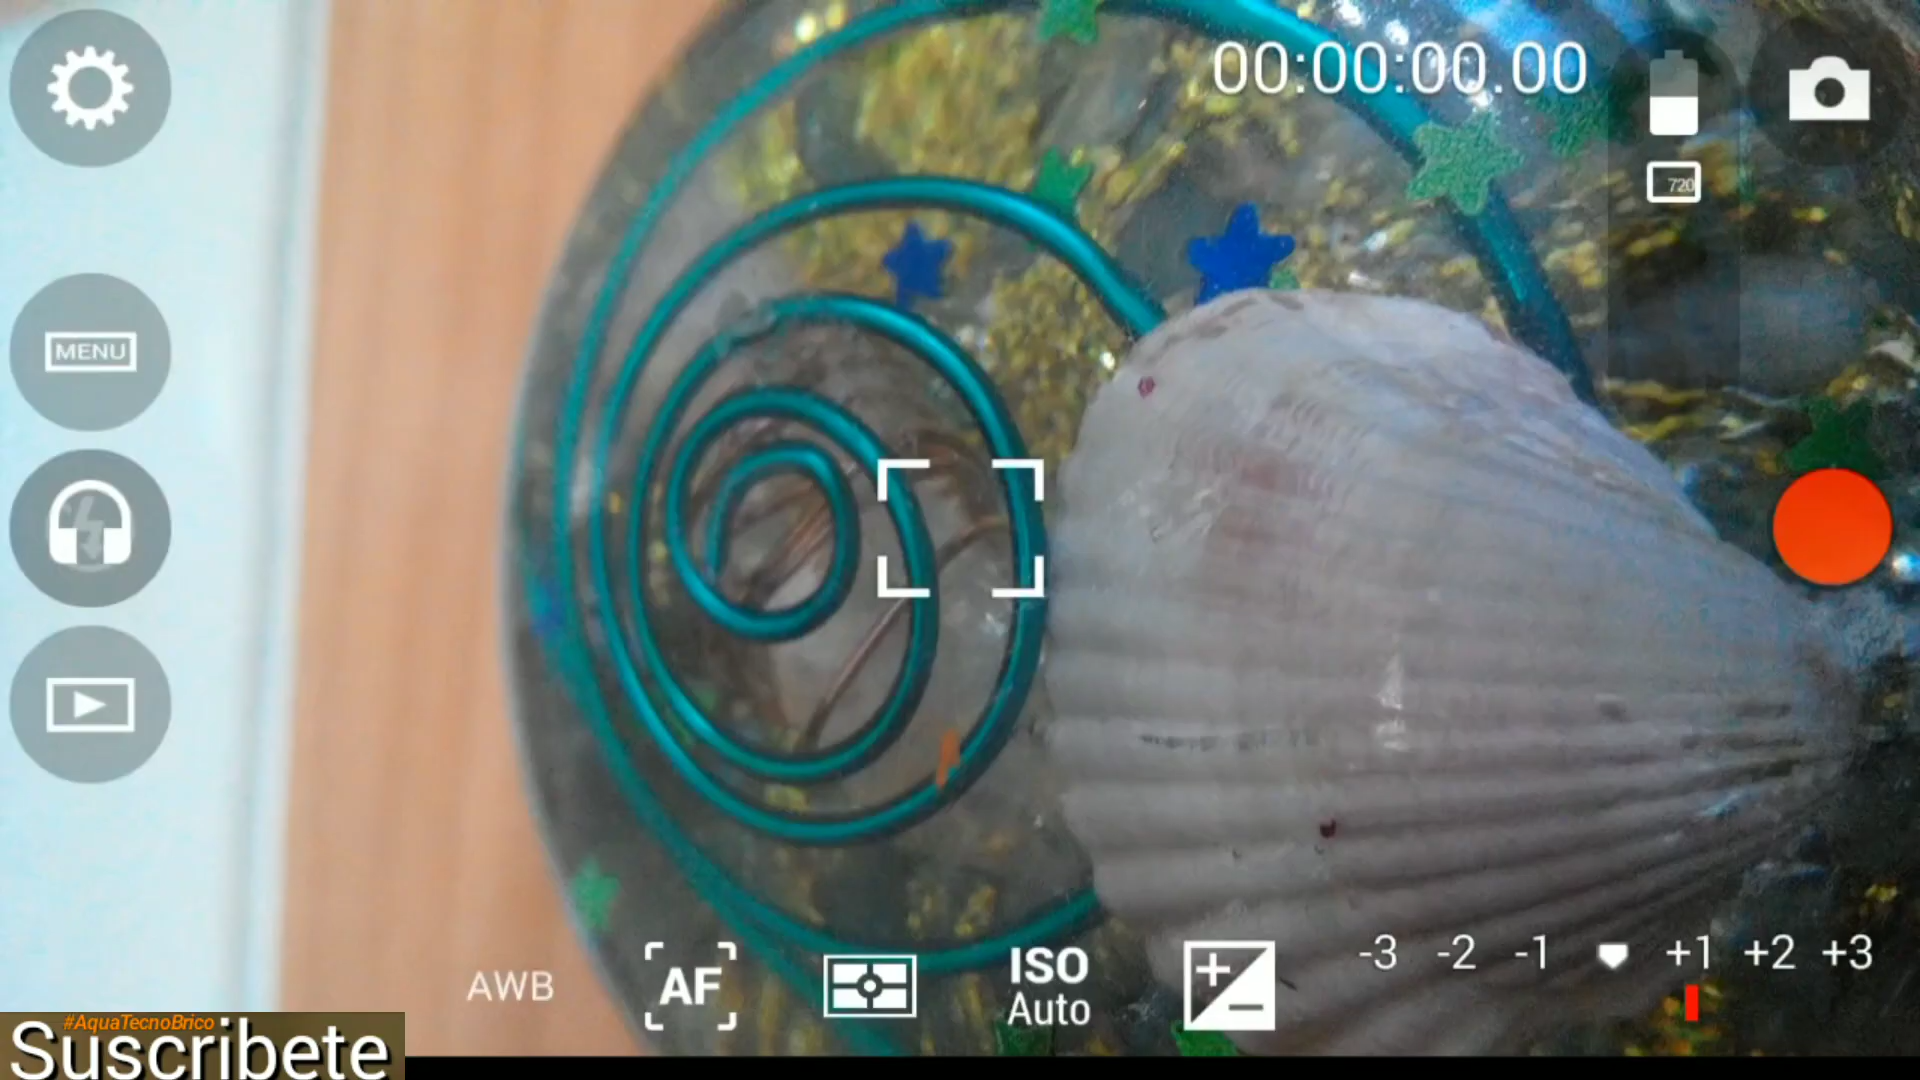 00:00:00.00
720
MENU
AWB
AF
ISO
Auto
-3 -2 -1 +1 +2 +3
#AquaTecnoBrico
Suscribete